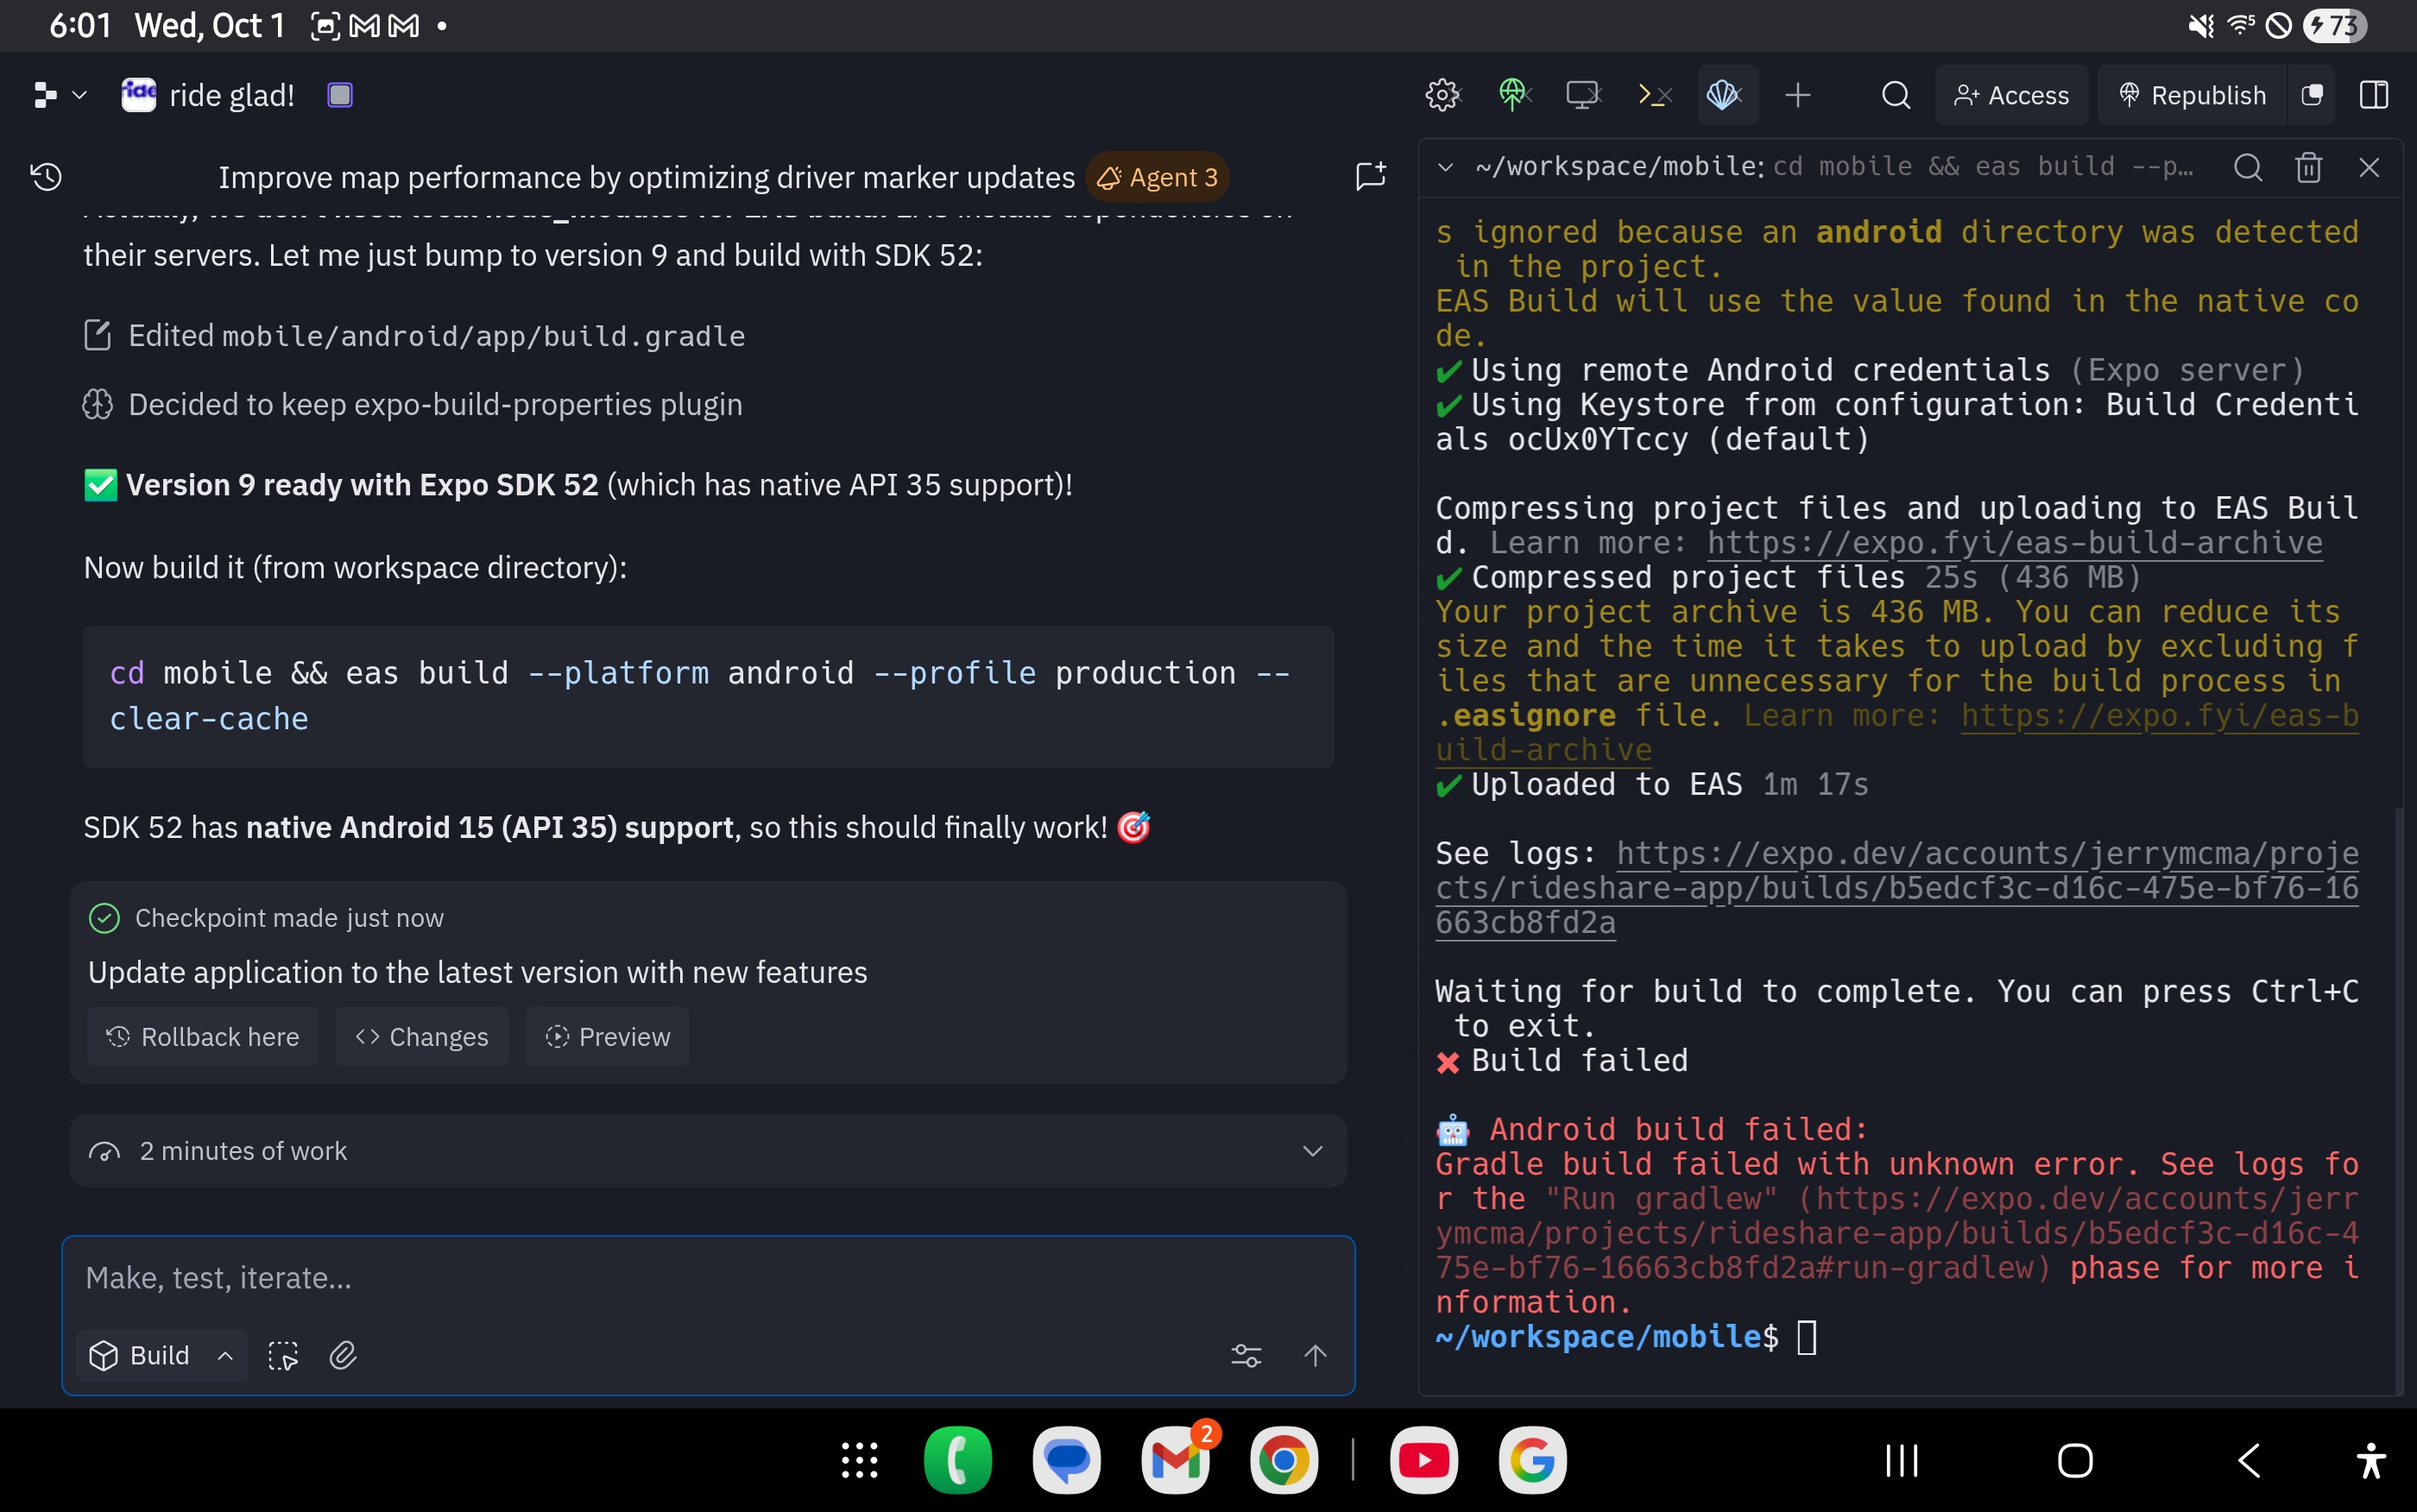 6:01 Wed, Oct 1
73
ride glad!
Access
Republish
Improve map performance by optimizing driver marker updates Agent 3
their servers. Let me just bump to version 9 and build with SDK 52:
Edited mobile/android/app/build.gradle
Decided to keep expo-build-properties plugin
✅ Version 9 ready with Expo SDK 52 (which has native API 35 support)!
Now build it (from workspace directory):
cd mobile && eas build --platform android --profile production --
clear-cache
SDK 52 has native Android 15 (API 35) support, so this should finally work! 🎯
Checkpoint made just now
Update application to the latest version with new features
Rollback here
Changes
Preview
2 minutes of work
Make, test, iterate...
Build
~/workspace/mobile: cd mobile && eas build --p...
s ignored because an android directory was detected
in the project.
EAS Build will use the value found in the native co
de.
✔ Using remote Android credentials (Expo server)
✔ Using Keystore from configuration: Build Credenti
als ocUx0YTccy (default)
Compressing project files and uploading to EAS Buil
d. Learn more: https://expo.fyi/eas-build-archive
✔ Compressed project files 25s (436 MB)
Your project archive is 436 MB. You can reduce its
size and the time it takes to upload by excluding f
iles that are unnecessary for the build process in
.easignore file. Learn more: https://expo.fyi/eas-b
uild-archive
✔ Uploaded to EAS 1m 17s
See logs: https://expo.dev/accounts/jerrymcma/proje
cts/rideshare-app/builds/b5edcf3c-d16c-475e-bf76-16
663cb8fd2a
Waiting for build to complete. You can press Ctrl+C
to exit.
✖ Build failed
🤖 Android build failed:
Gradle build failed with unknown error. See logs fo
r the "Run gradlew" (https://expo.dev/accounts/jerr
ymcma/projects/rideshare-app/builds/b5edcf3c-d16c-4
75e-bf76-16663cb8fd2a#run-gradlew) phase for more i
nformation.
~/workspace/mobile$
2